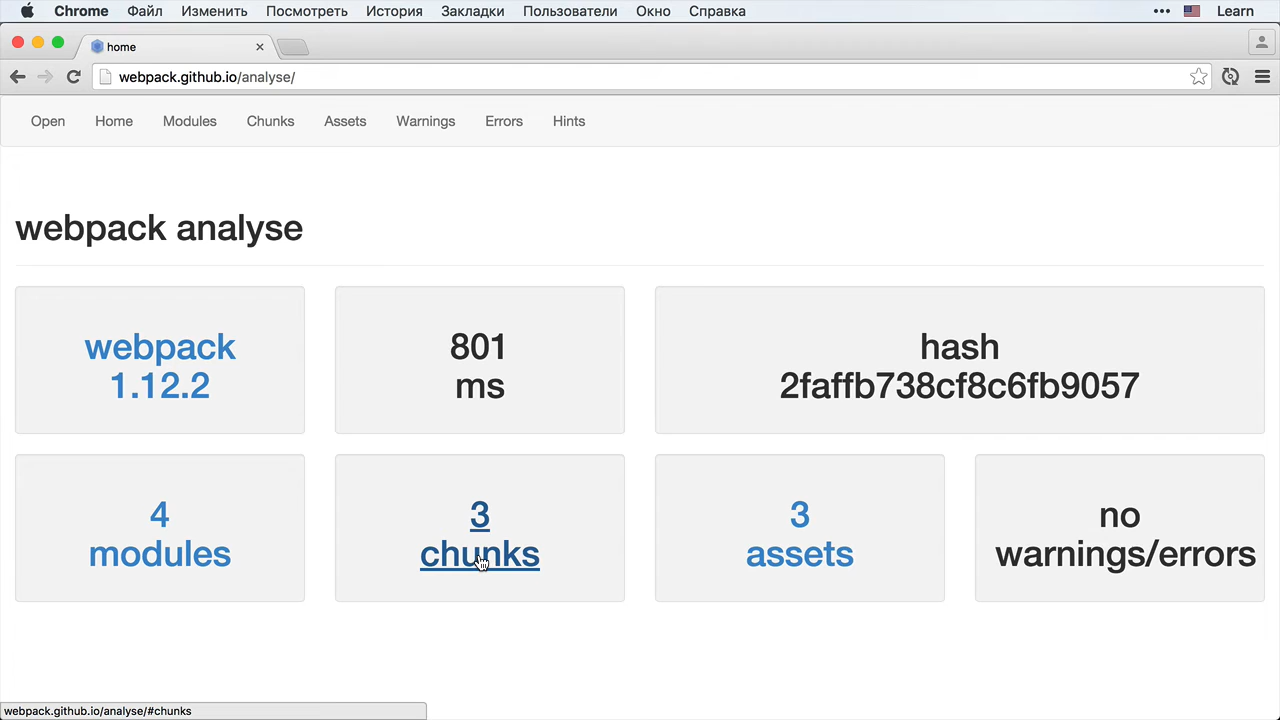 Chrome Файл Изменить Посмотреть История Закладки Пользователи Окно Справка ••• Learn
home
webpack.github.io/analyse/
Open Home Modules Chunks Assets Warnings Errors Hints
webpack analyse
webpack
1.12.2
801
ms
hash
2faffb738cf8c6fb9057
4
modules
3
chunks
3
assets
no
warnings/errors
webpack.github.io/analyse/#chunks